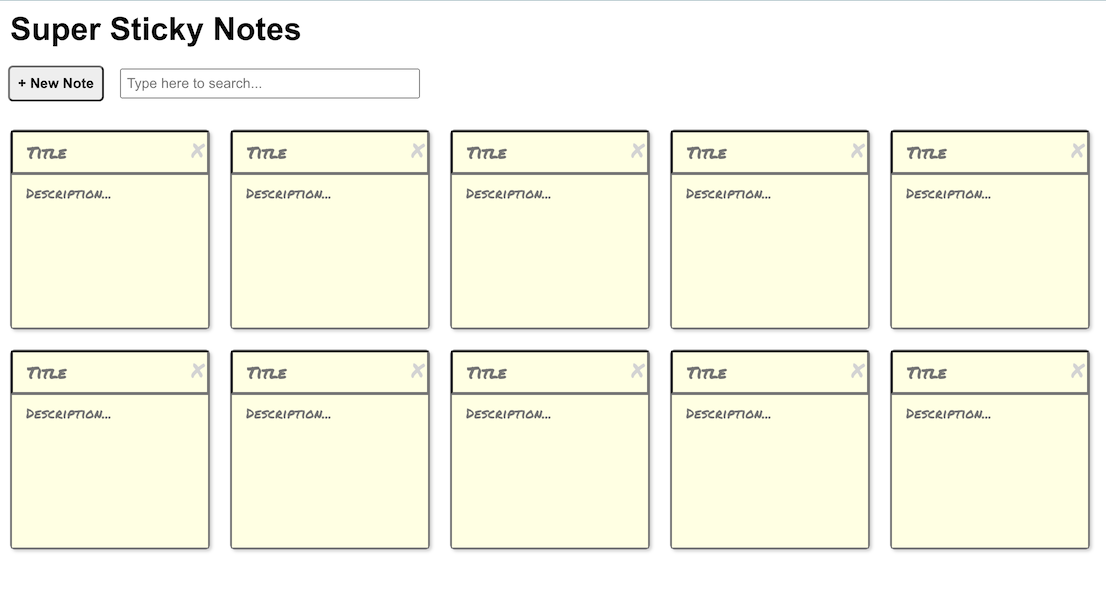 Super Sticky Notes
+ New Note Type here to search...
Title x Title x Title x Title x Title x
Description... Description... Description... Description... Description...
Title x Title x Title x Title x Title x
Description... Description... Description... Description... Description...